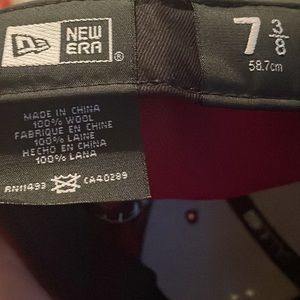 NEW
ERA®
7 3/8
58.7cm
MADE IN CHINA
100% WOOL
FABRIQUE EN CHINE
100% LAINE
HECHO EN CHINA
100% LANA
RN11493 CA40289